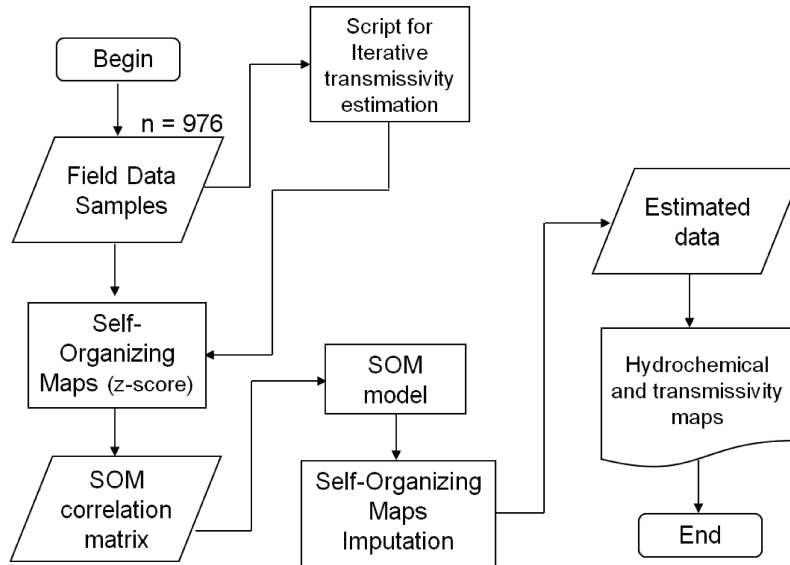 Begin
n = 976
Field Data
Samples
Script for
Iterative
transmissivity
estimation
Self-
Organizing
Maps (z-score)
SOM
correlation
matrix
SOM
model
Self-Organizing
Maps
Imputation
Estimated
data
Hydrochemical
and transmissivity
maps
End